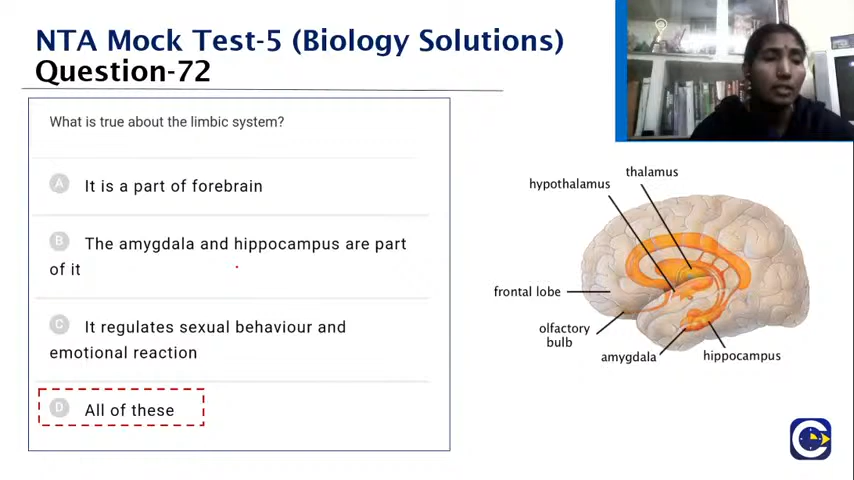 NTA Mock Test-5 (Biology Solutions)
Question-72
What is true about the limbic system?
A It is a part of forebrain
B The amygdala and hippocampus are part
of it
C It regulates sexual behaviour and
emotional reaction
D All of these
thalamus
hypothalamus
frontal lobe
olfactory
bulb
amygdala
hippocampus